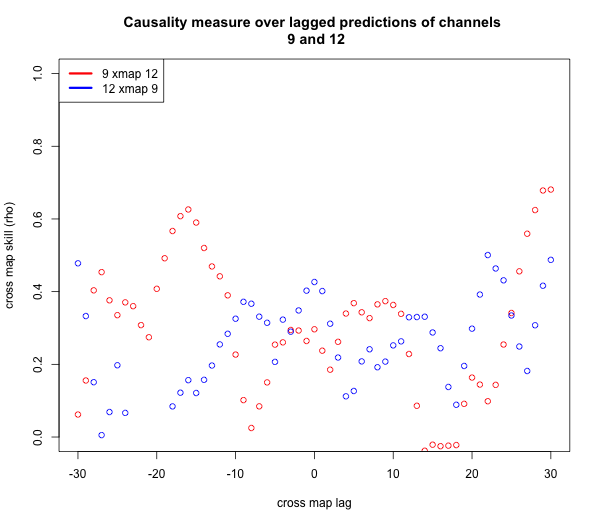 Causality measure over lagged predictions of channels
9 and 12
9 xmap 12
12 xmap 9
cross map skill (rho)
1.0
0.8
0.6
0.4
0.2
0.0
-30 -20 -10 0 10 20 30
cross map lag